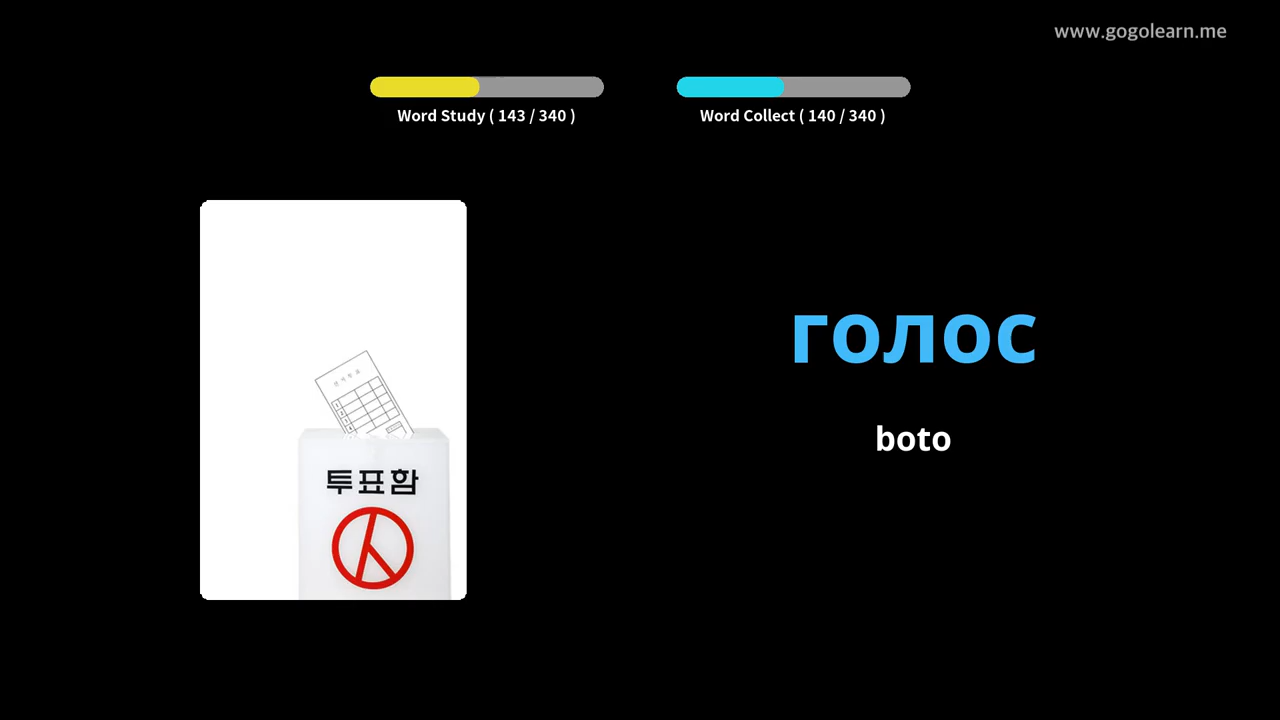 www.gogolearn.me
Word Study ( 143 / 340 )
Word Collect ( 140 / 340 )
голос
boto
투표함